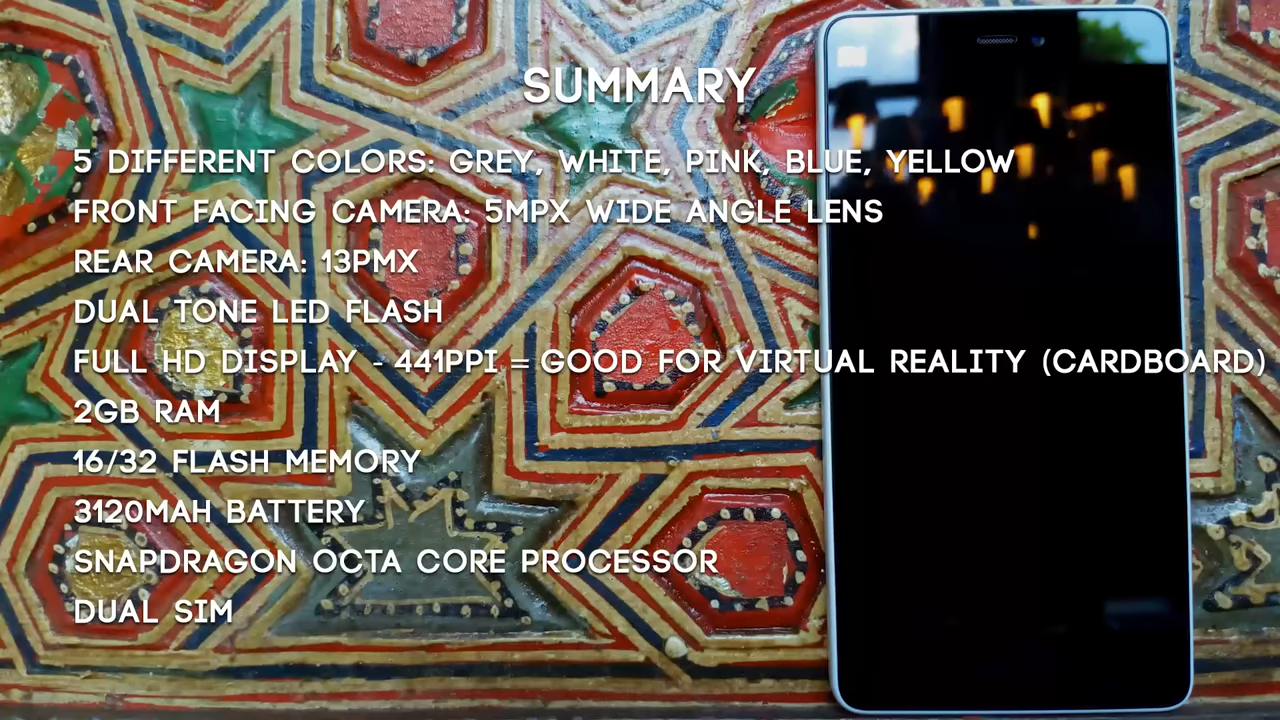 SUMMARY
5 DIFFERENT COLORS: GREY, WHITE, PINK, BLUE, YELLOW
FRONT FACING CAMERA: 5MPX WIDE ANGLE LENS
REAR CAMERA: 13PMX
DUAL TONE LED FLASH
FULL HD DISPLAY - 441PPI = GOOD FOR VIRTUAL REALITY (CARDBOARD)
2GB RAM
16/32 FLASH MEMORY
3120MAH BATTERY
SNAPDRAGON OCTA CORE PROCESSOR
DUAL SIM